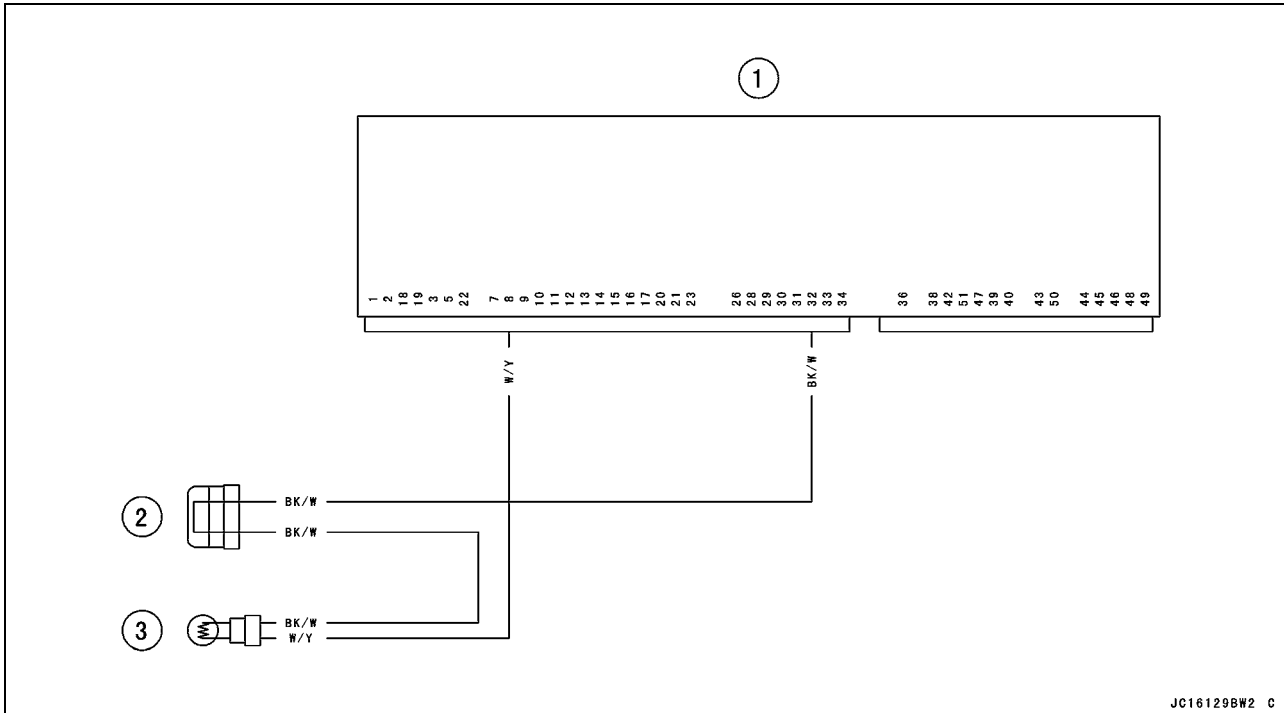 1
1 2 18 19 3 5 22 7 8 9 10 11 12 13 14 15 16 17 20 21 23 26 28 29 30 31 32 33 34 36 38 42 51 47 39 40 43 50 44 45 46 48 49
W/Y BK/W
2 BK/W
BK/W
3 BK/W
W/Y
JC16129BW2 C